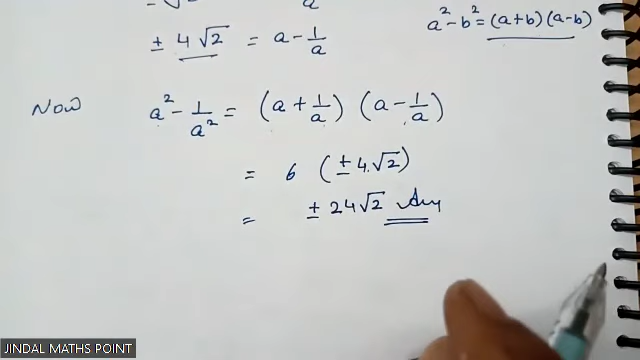 a² - b² = (a+b) (a-b)
± 4√2 = a - 1/a
Now a² - 1/a² = (a + 1/a) (a - 1/a)
= 6 (± 4√2)
= ± 24√2 Ans
JINDAL MATHS POINT